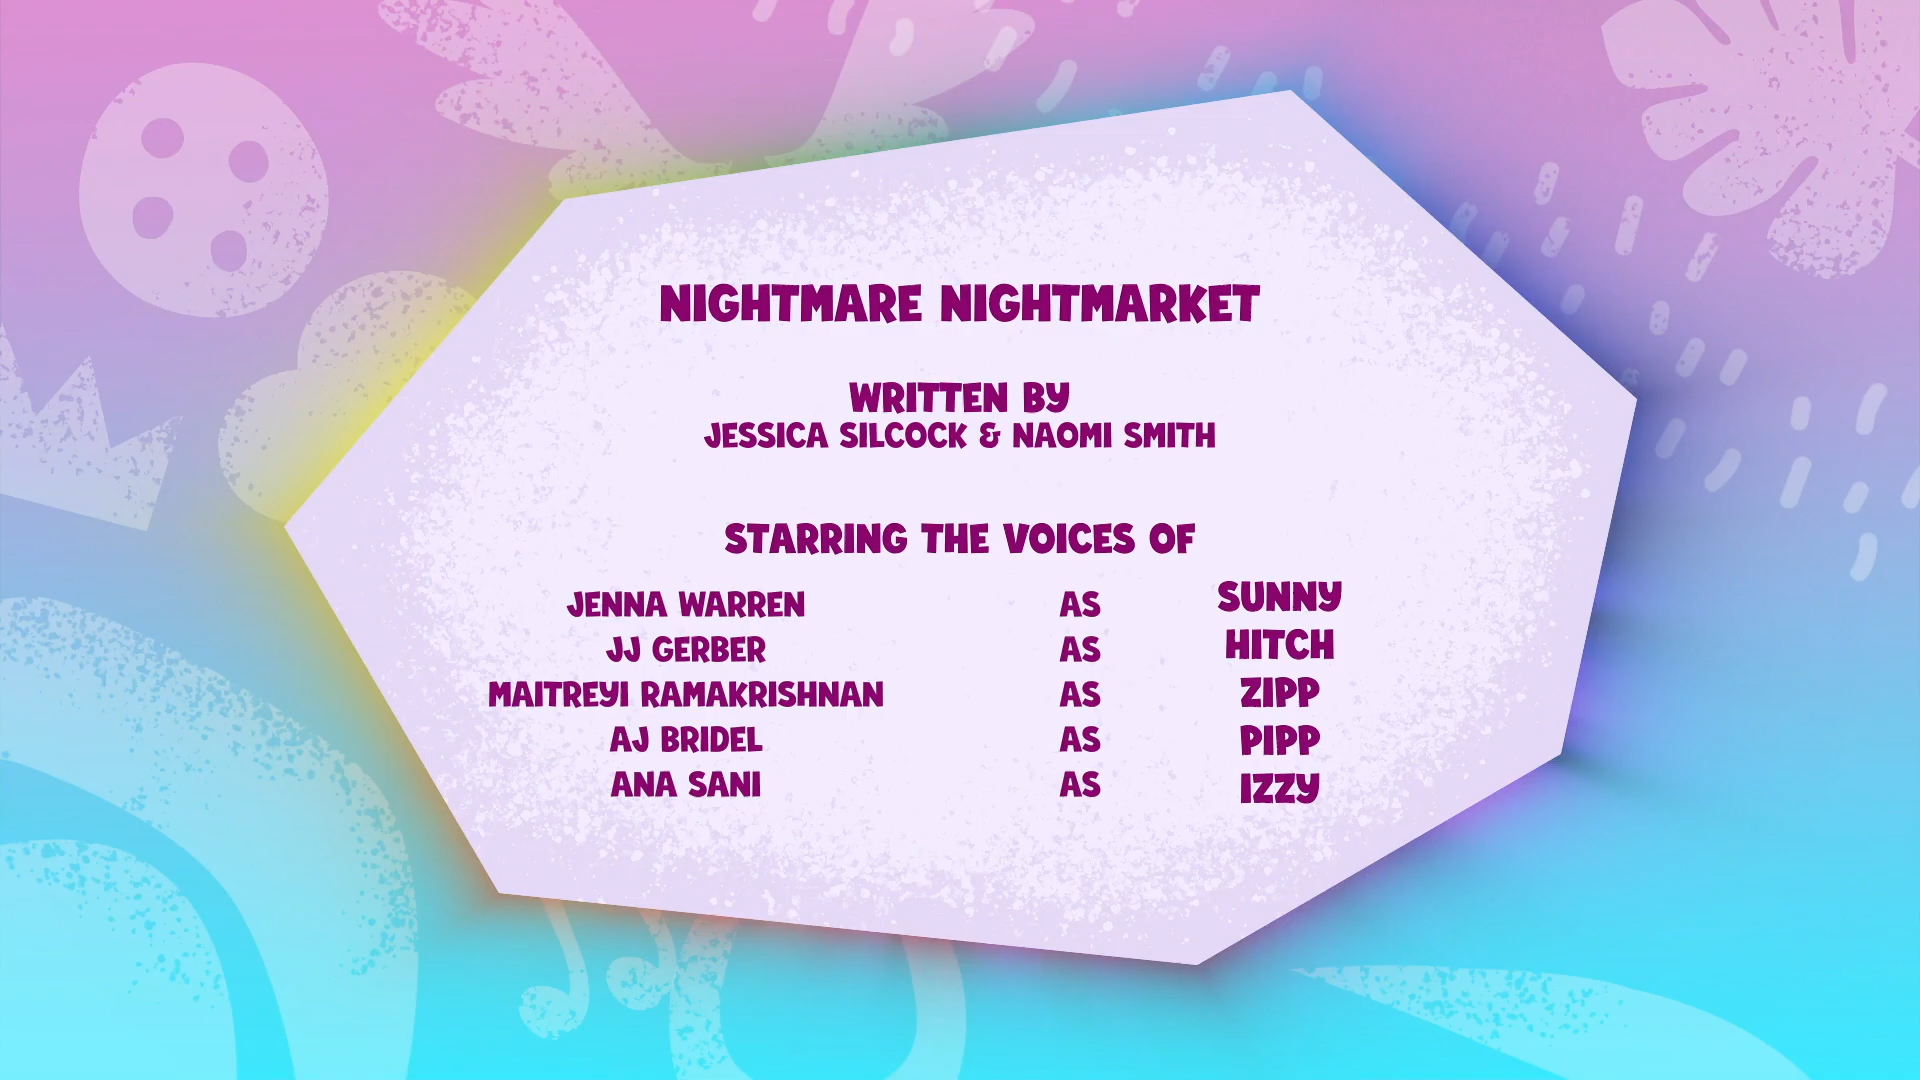 NIGHTMARE NIGHTMARKET
WRITTEN BY
JESSICA SILCOCK & NAOMI SMITH
STARRING THE VOICES OF
JENNA WARREN AS SUNNY
JJ GERBER AS HITCH
MAITREYI RAMAKRISHNAN AS ZIPP
AJ BRIDEL AS PIPP
ANA SANI AS IZZY